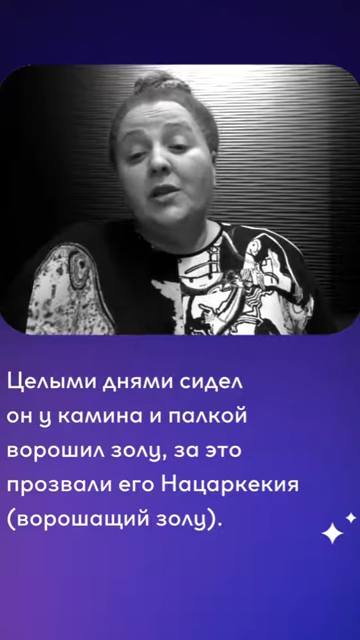 Целыми днями сидел
он у камина и палкой
ворошил золу, за это
прозвали его Нацаркекия
(ворошащий золу).